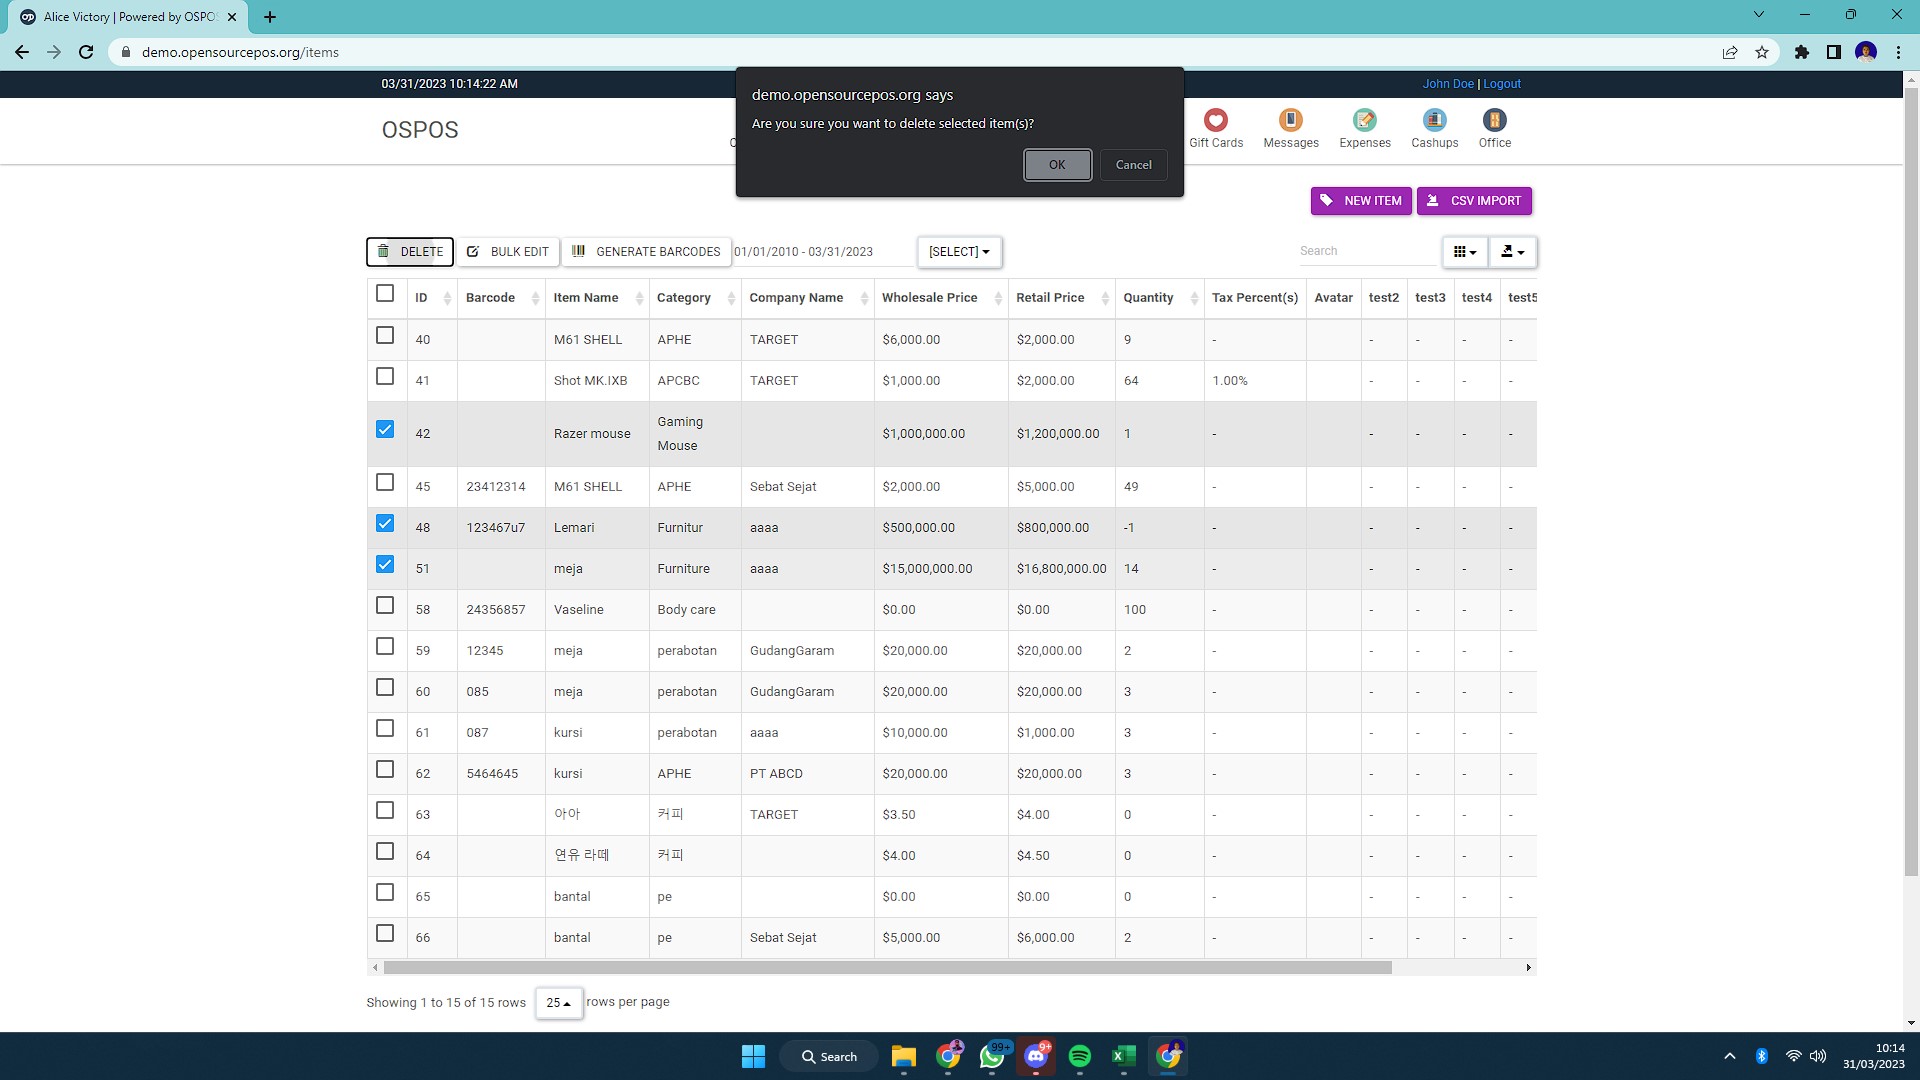 Alice Victory | Powered by OSPOS
demo.opensourcepos.org/items
03/31/2023 10:14:22 AM
John Doe | Logout
demo.opensourcepos.org says
Are you sure you want to delete selected item(s)?
OK Cancel
OSPOS
Gift Cards Messages Expenses Cashups Office
NEW ITEM CSV IMPORT
DELETE BULK EDIT GENERATE BARCODES 01/01/2010 - 03/31/2023 [SELECT] Search
ID Barcode Item Name Category Company Name Wholesale Price Retail Price Quantity Tax Percent(s) Avatar test2 test3 test4 test5
40 M61 SHELL APHE TARGET $6,000.00 $2,000.00 9 - - - - -
41 Shot MK.IXB APCBC TARGET $1,000.00 $2,000.00 64 1.00% - - - -
42 Razer mouse Gaming Mouse $1,000,000.00 $1,200,000.00 1 - - - - -
45 23412314 M61 SHELL APHE Sebat Sejat $2,000.00 $5,000.00 49 - - - - -
48 123467u7 Lemari Furnitur aaaa $500,000.00 $800,000.00 -1 - - - - -
51 meja Furniture aaaa $15,000,000.00 $16,800,000.00 14 - - - - -
58 24356857 Vaseline Body care $0.00 $0.00 100 - - - - -
59 12345 meja perabotan GudangGaram $20,000.00 $20,000.00 2 - - - - -
60 085 meja perabotan GudangGaram $20,000.00 $20,000.00 3 - - - - -
61 087 kursi perabotan aaaa $10,000.00 $1,000.00 3 - - - - -
62 5464645 kursi APHE PT ABCD $20,000.00 $20,000.00 3 - - - - -
63 아아 커피 TARGET $3.50 $4.00 0 - - - - -
64 연유 라떼 커피 $4.00 $4.50 0 - - - - -
65 bantal pe $0.00 $0.00 0 - - - - -
66 bantal pe Sebat Sejat $5,000.00 $6,000.00 2 - - - - -
Showing 1 to 15 of 15 rows 25 rows per page
Search 99+ 9+
10:14
31/03/2023